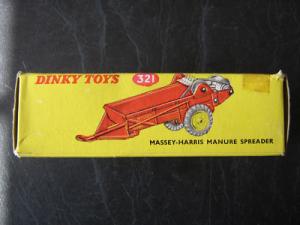 DINKY TOYS 321
MASSEY-HARRIS MANURE SPREADER